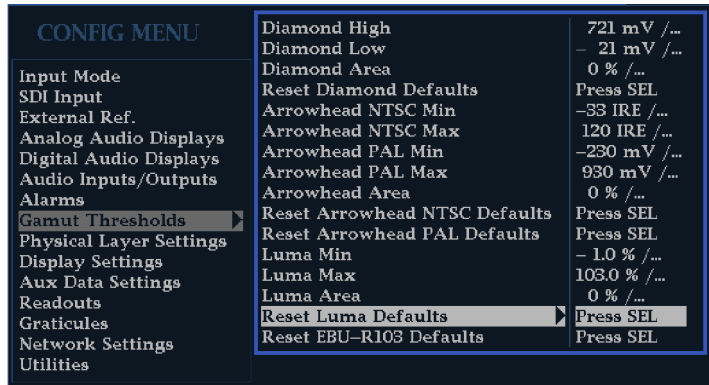 CONFIG MENU
Input Mode
SDI Input
External Ref.
Analog Audio Displays
Digital Audio Displays
Audio Inputs/Outputs
Alarms
Gamut Thresholds
Physical Layer Settings
Display Settings
Aux Data Settings
Readouts
Graticules
Network Settings
Utilities
Diamond High 721 mV /...
Diamond Low – 21 mV /...
Diamond Area 0 % /...
Reset Diamond Defaults Press SEL
Arrowhead NTSC Min –33 IRE /...
Arrowhead NTSC Max 120 IRE /...
Arrowhead PAL Min –230 mV /...
Arrowhead PAL Max 930 mV /...
Arrowhead Area 0 % /...
Reset Arrowhead NTSC Defaults Press SEL
Reset Arrowhead PAL Defaults Press SEL
Luma Min – 1.0 % /...
Luma Max 103.0 % /...
Luma Area 0 % /...
Reset Luma Defaults Press SEL
Reset EBU–R103 Defaults Press SEL